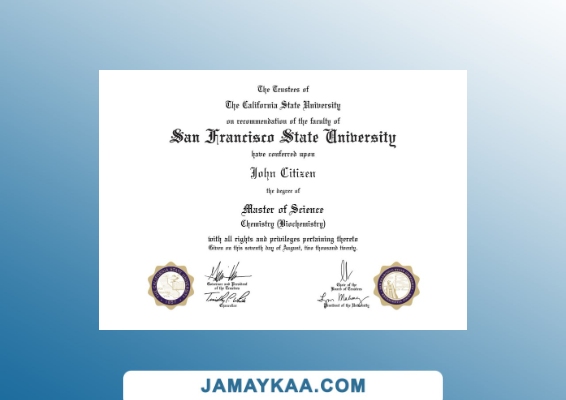 The Trustees of
The California State University
on recommendation of the faculty of
San Francisco State University
have conferred upon
John Citizen
the degree of
Master of Science
Chemistry (Biochemistry)
with all rights and privileges pertaining thereto
Given on this seventh day of August, two thousand twenty.
Governor and President
of the Trustees
Chair of the
Board of Trustees
Chancellor
President of the University
JAMAYKAA.COM